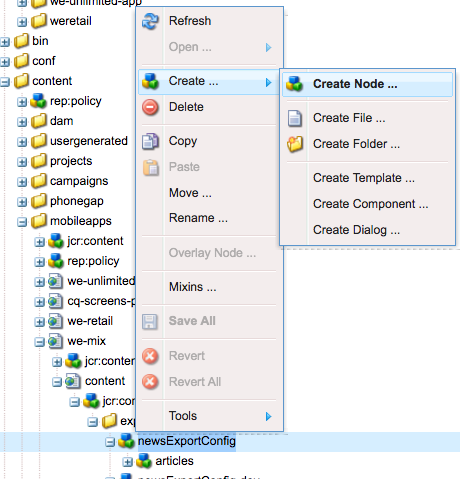 we-unlimited-app
weretail
bin
conf
content
rep:policy
dam
usergenerated
projects
campaigns
phonegap
mobileapps
jcr:content
rep:policy
we-unlimited
cq-screens-p
we-retail
we-mix
jcr:conte
content
jcr:co
ex
newsExportConfig
articles
newsExportConfig-dev
Refresh
Open ...
Create ...
Delete
Copy
Paste
Move ...
Rename ...
Overlay Node ...
Mixins ...
Save All
Revert
Revert All
Tools
Create Node ...
Create File ...
Create Folder ...
Create Template ...
Create Component ...
Create Dialog ...